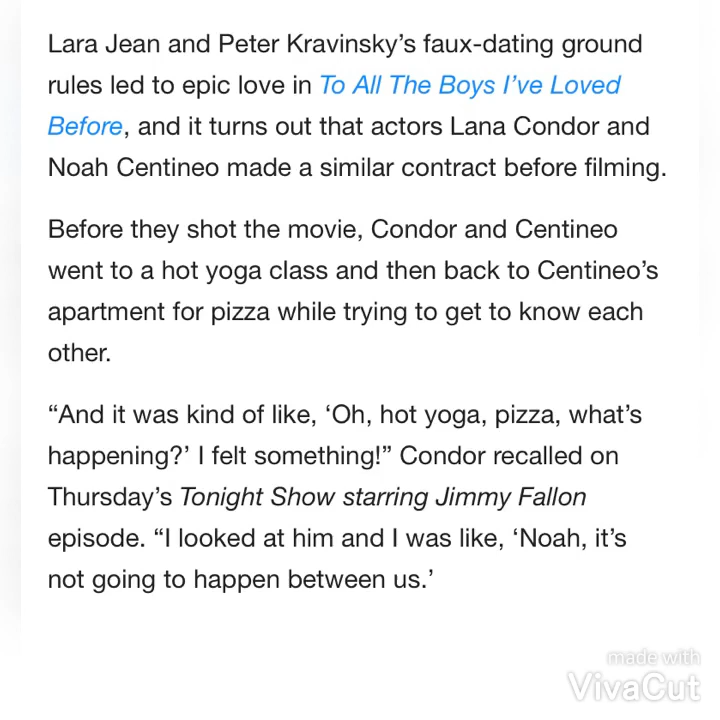 Lara Jean and Peter Kravinsky’s faux-dating ground
rules led to epic love in To All The Boys I’ve Loved
Before, and it turns out that actors Lana Condor and
Noah Centineo made a similar contract before filming.
Before they shot the movie, Condor and Centineo
went to a hot yoga class and then back to Centineo’s
apartment for pizza while trying to get to know each
other.
“And it was kind of like, ‘Oh, hot yoga, pizza, what’s
happening?’ I felt something!” Condor recalled on
Thursday’s Tonight Show starring Jimmy Fallon
episode. “I looked at him and I was like, ‘Noah, it’s
not going to happen between us.’
made with
VivaCut